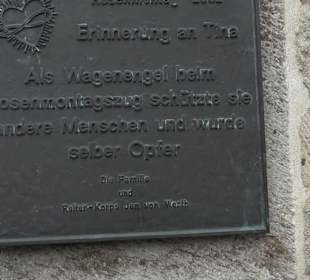 Erinnerung an Tina
Als Wagenengel beim
osenmontagszug schützte sie
andere Menschen und wurde
selber Opfer
Die Familie
und
Reiter-Korps Jan von Werth